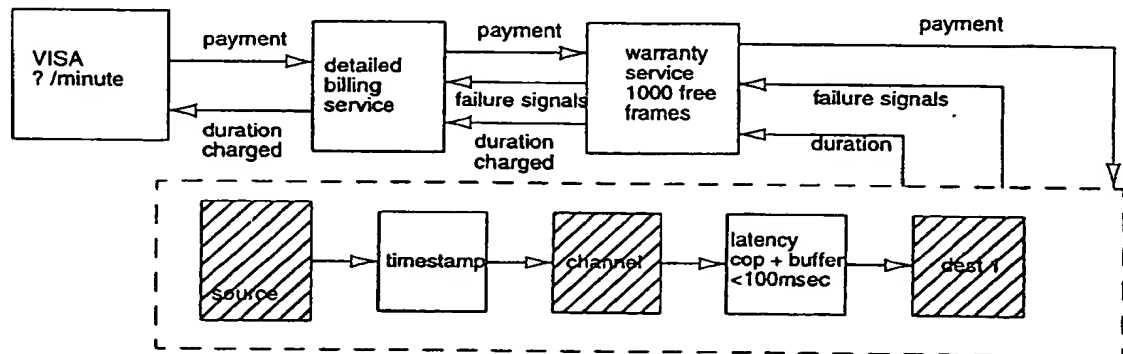 VISA
? /minute
payment
duration
charged
detailed
billing
service
payment
failure signals
duration
charged
warranty
service
1000 free
frames
payment
failure signals
duration
source
timestamp
channel
latency
cop + buffer
<100msec
dest 1